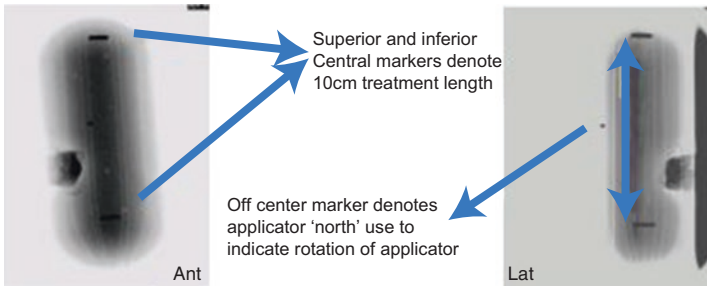 Superior and inferior
Central markers denote
10cm treatment length
Off center marker denotes
applicator ‘north’ use to
indicate rotation of applicator
Ant
Lat